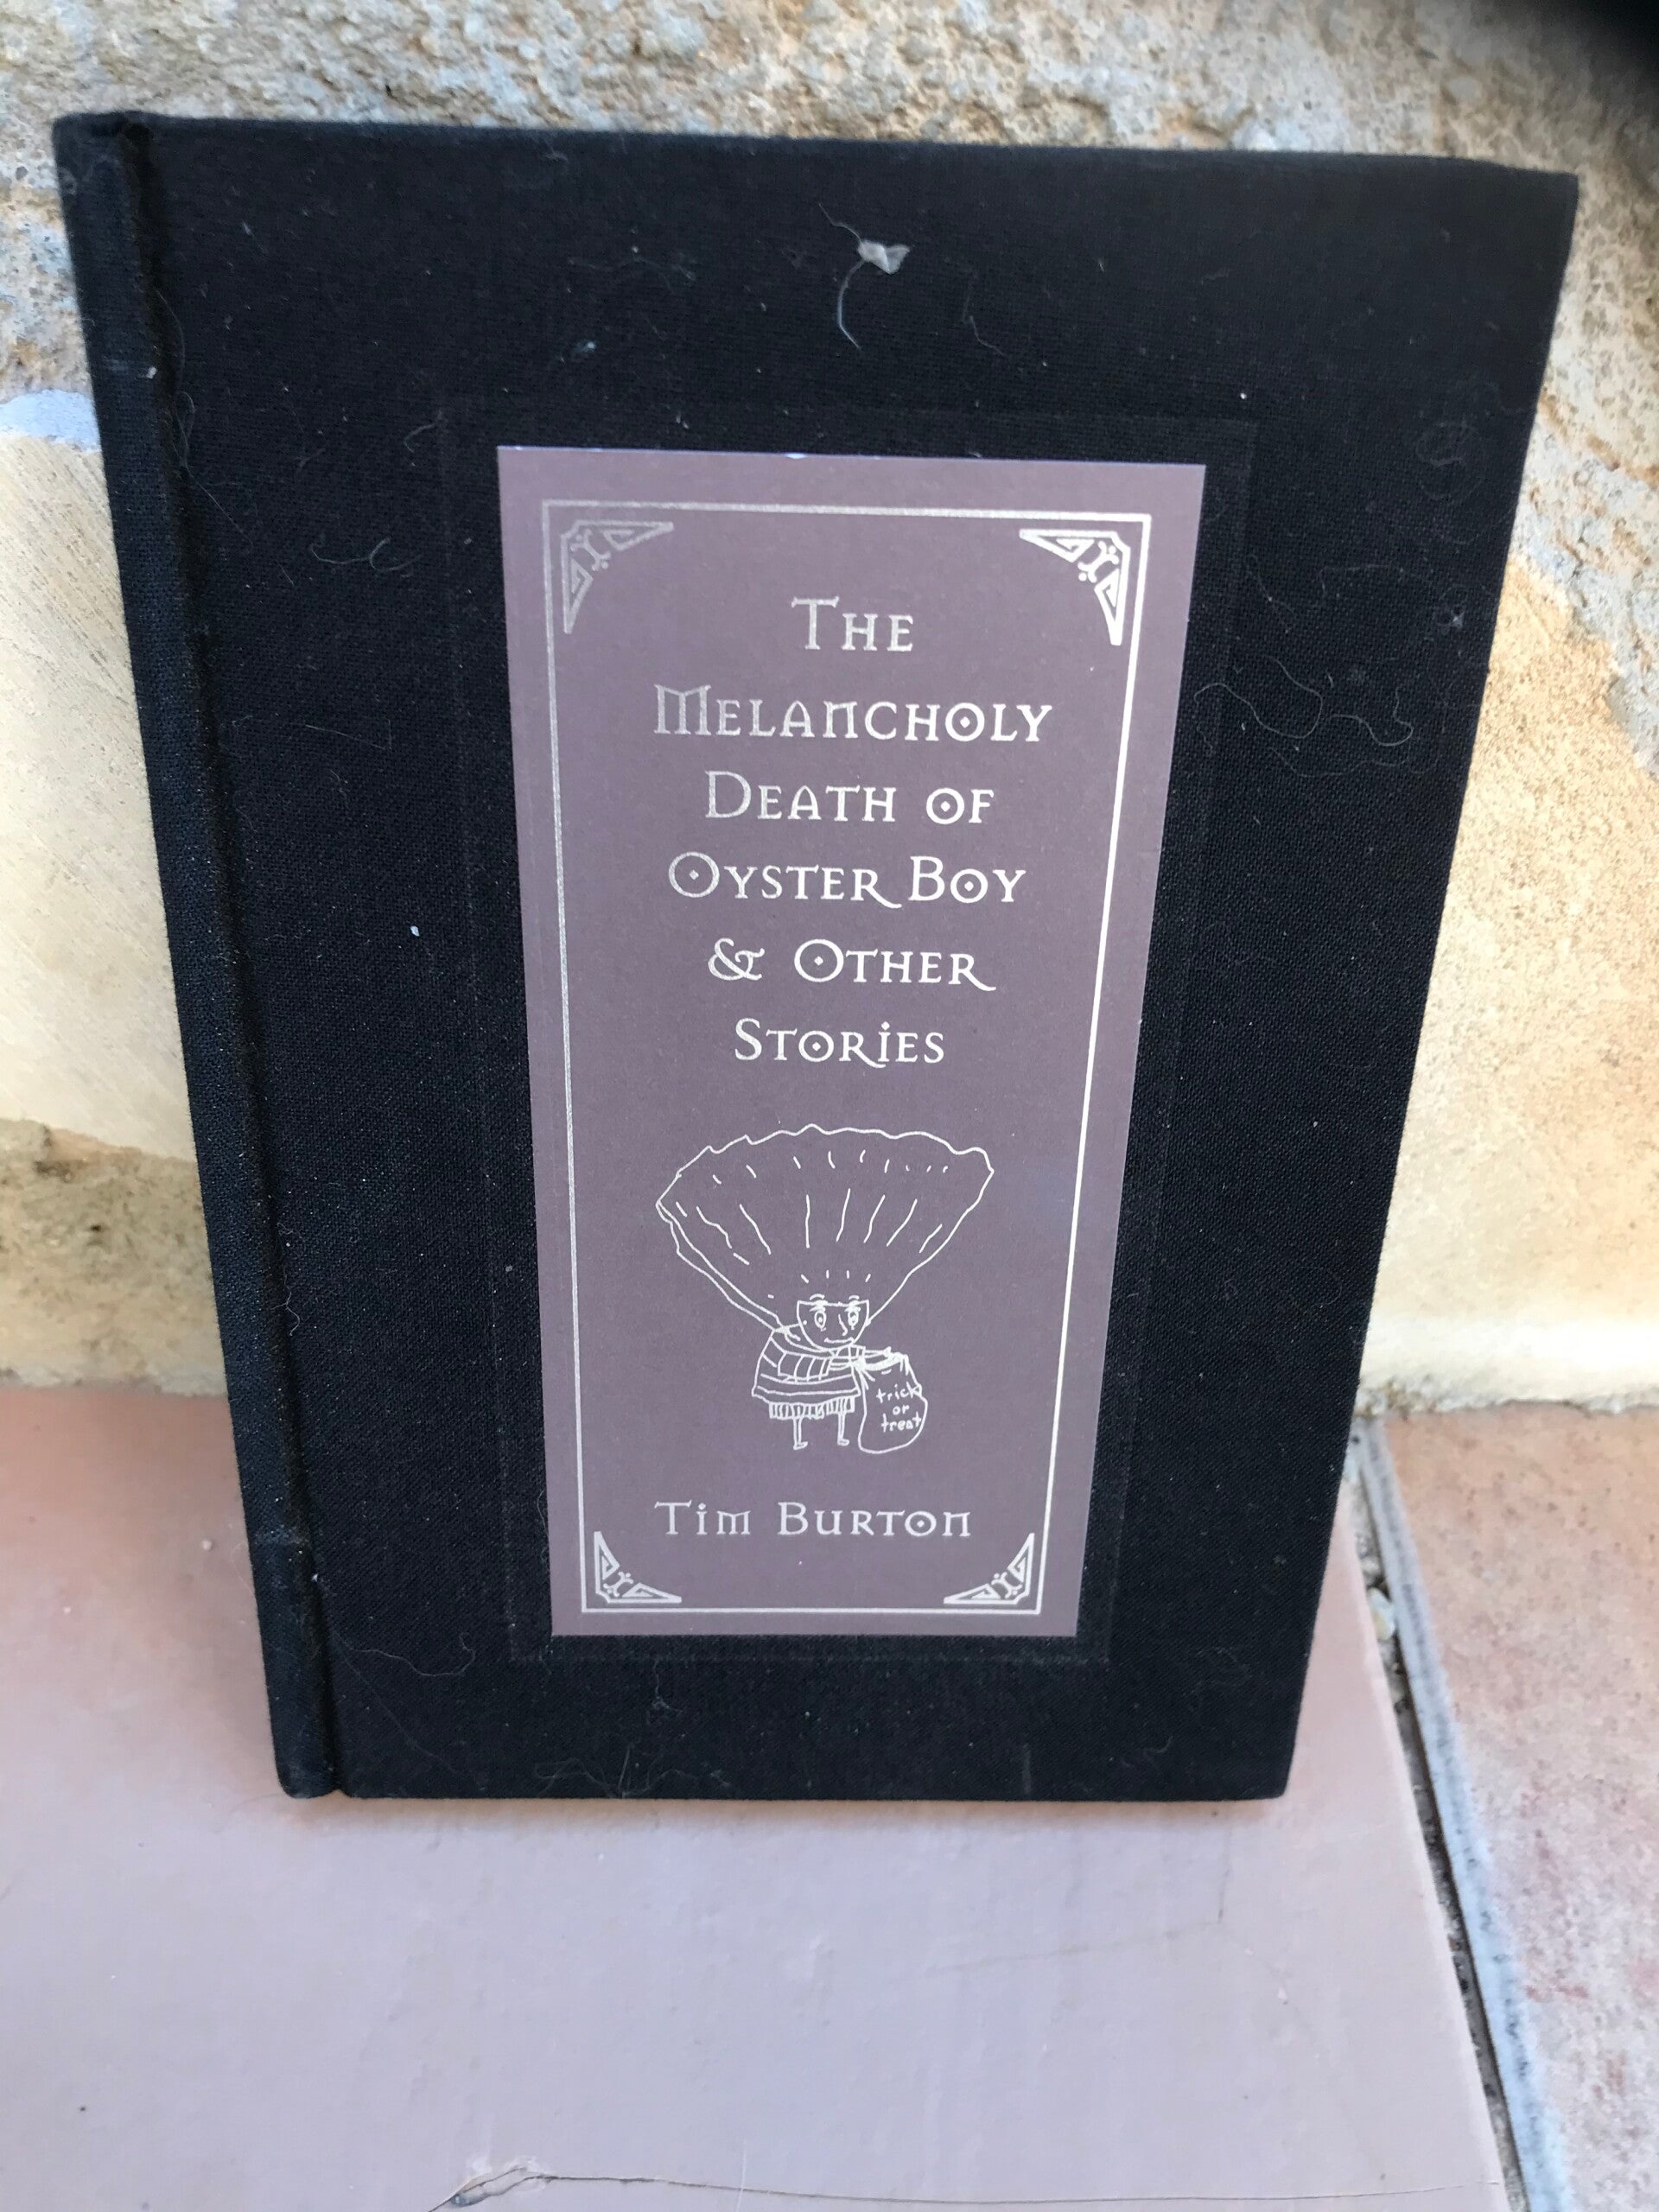 The
Melancholy
Death of
Oyster Boy
& Other
Stories
trick
or
treat
Tim Burton